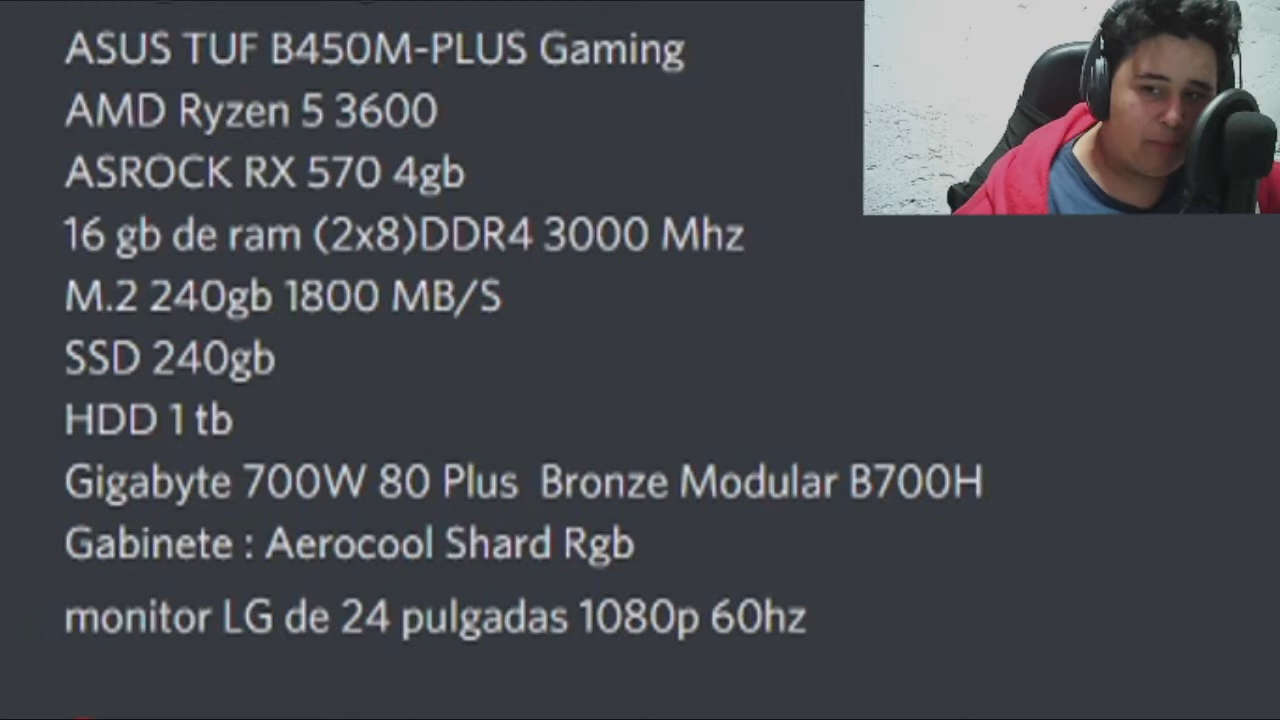 ASUS TUF B450M-PLUS Gaming
AMD Ryzen 5 3600
ASROCK RX 570 4gb
16 gb de ram (2x8)DDR4 3000 Mhz
M.2 240gb 1800 MB/S
SSD 240gb
HDD 1 tb
Gigabyte 700W 80 Plus  Bronze Modular B700H
Gabinete : Aerocool Shard Rgb
monitor LG de 24 pulgadas 1080p 60hz